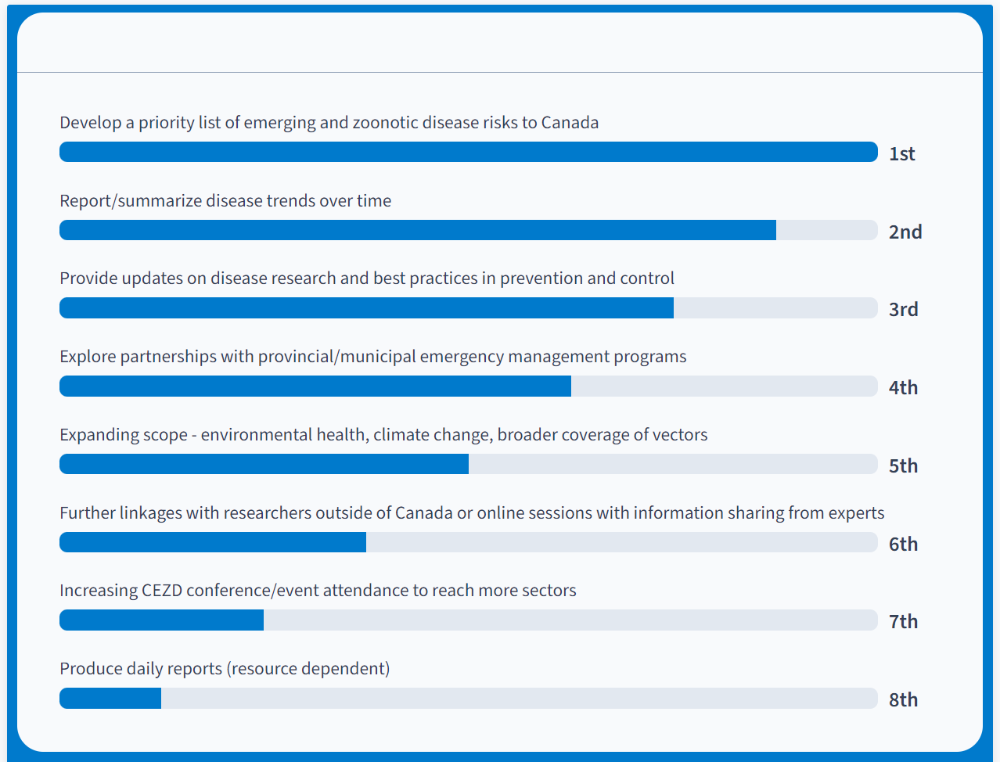 Develop a priority list of emerging and zoonotic disease risks to Canada
1st
Report/summarize disease trends over time
2nd
Provide updates on disease research and best practices in prevention and control
3rd
Explore partnerships with provincial/municipal emergency management programs
4th
Expanding scope - environmental health, climate change, broader coverage of vectors
5th
Further linkages with researchers outside of Canada or online sessions with information sharing from experts
6th
Increasing CEZD conference/event attendance to reach more sectors
7th
Produce daily reports (resource dependent)
8th